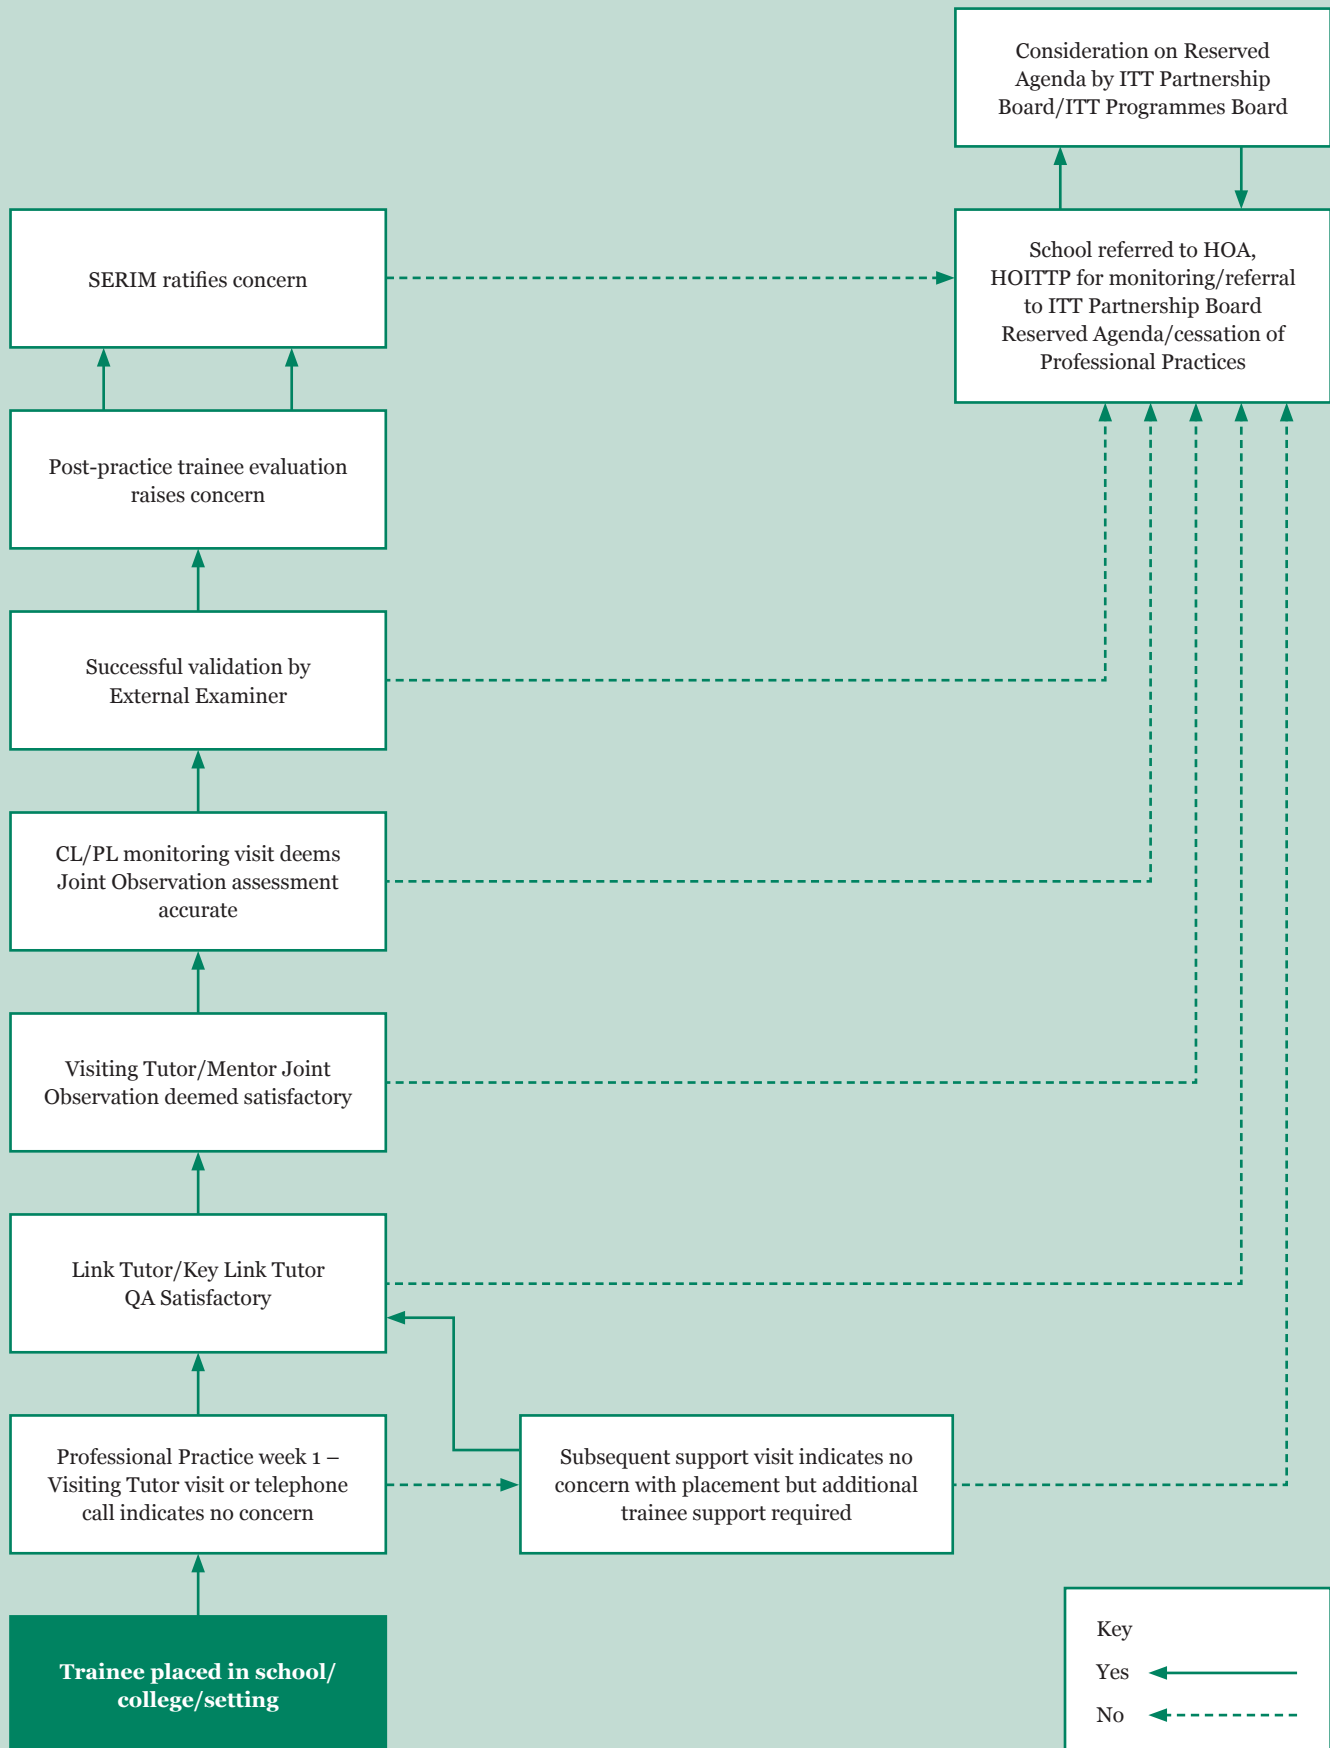 Consideration on Reserved
Agenda by ITT Partnership
Board/ITT Programmes Board
SERIM ratifies concern
School referred to HOA,
HOITTP for monitoring/referral
to ITT Partnership Board
Reserved Agenda/cessation of
Professional Practices
Post-practice trainee evaluation
raises concern
Successful validation by
External Examiner
CL/PL monitoring visit deems
Joint Observation assessment
accurate
Visiting Tutor/Mentor Joint
Observation deemed satisfactory
Link Tutor/Key Link Tutor
QA Satisfactory
Professional Practice week 1 –
Visiting Tutor visit or telephone
call indicates no concern
Subsequent support visit indicates no
concern with placement but additional
trainee support required
Trainee placed in school/
college/setting
Key
Yes
No